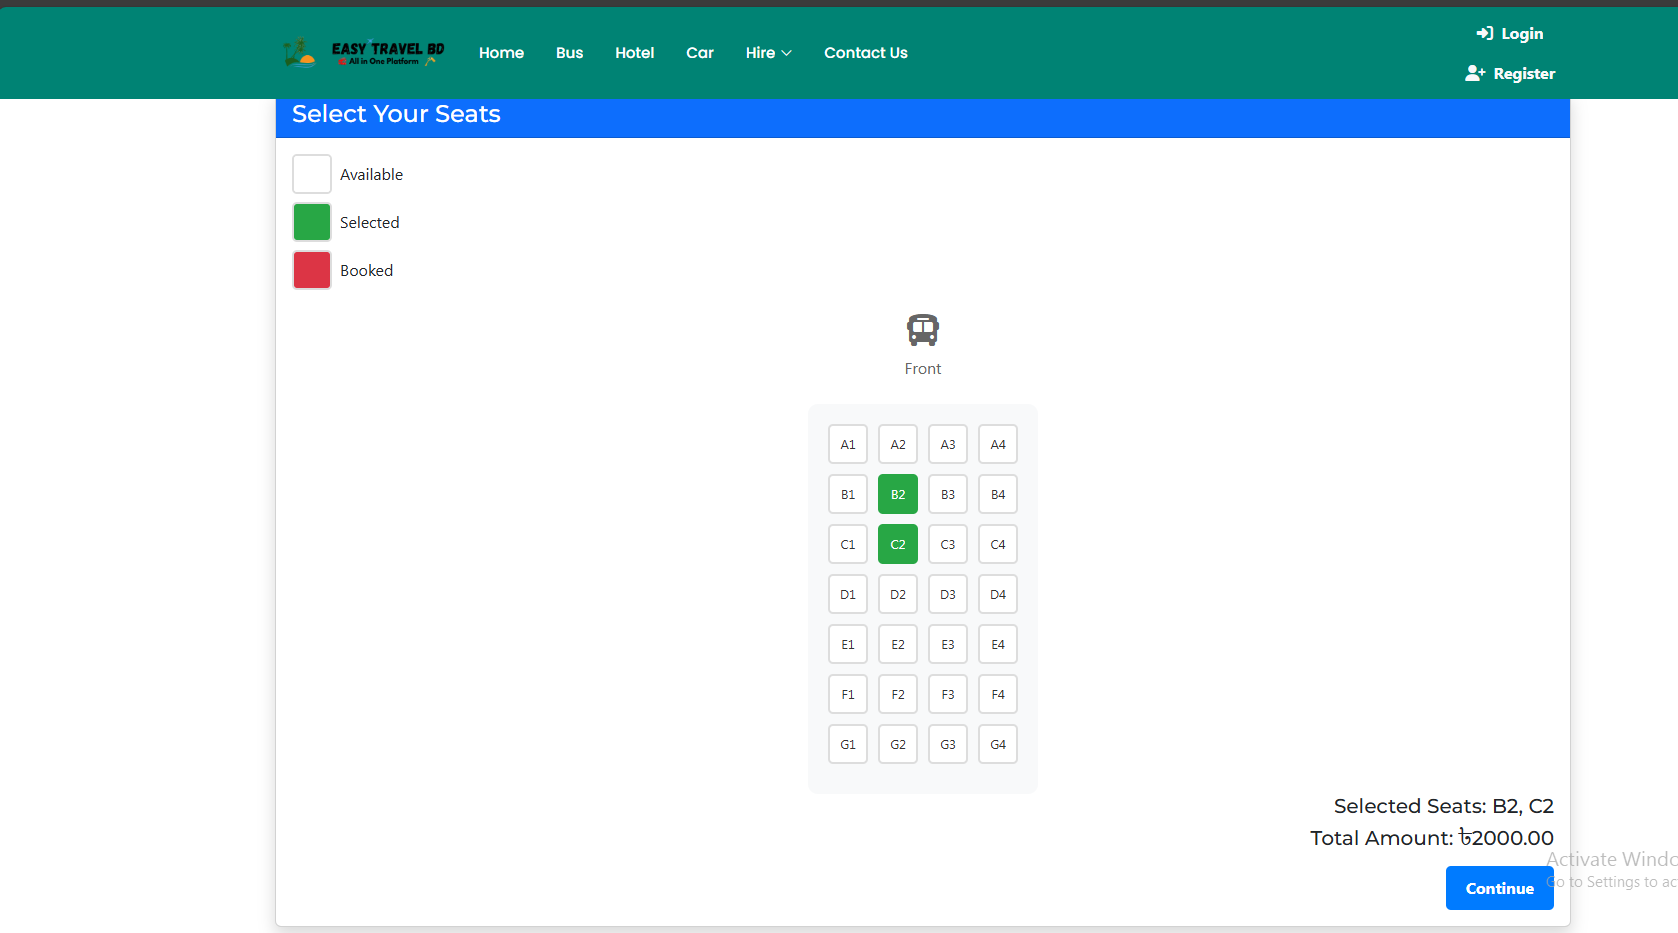 EASY TRAVEL BD
All in One Platform
Home Bus Hotel Car Hire Contact Us
Login
Register
Select Your Seats
Available
Selected
Booked
Front
A1 A2 A3 A4
B1 B2 B3 B4
C1 C2 C3 C4
D1 D2 D3 D4
E1 E2 E3 E4
F1 F2 F3 F4
G1 G2 G3 G4
Selected Seats: B2, C2
Total Amount: ৳2000.00
Activate Windo
Go to Settings to ac
Continue